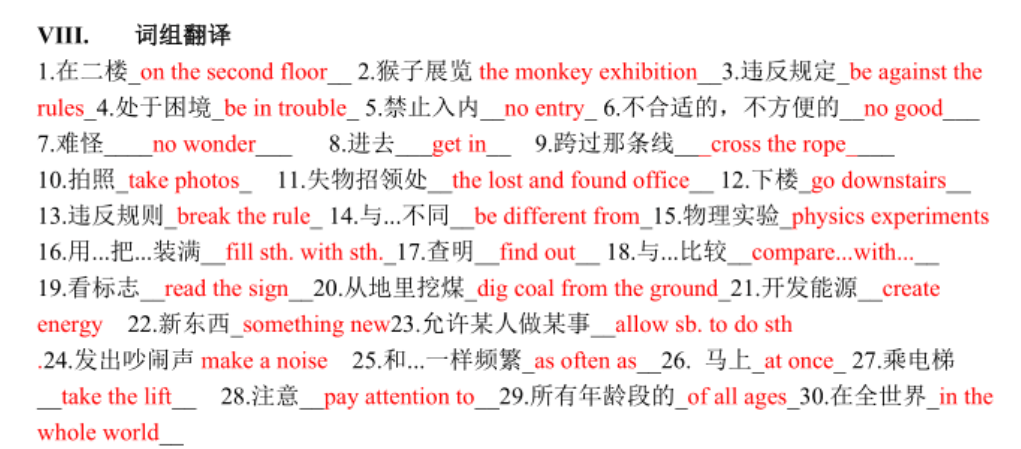 VIII. 词组翻译
1.在二楼_on the second floor__ 2.猴子展览 the monkey exhibition__3.违反规定_be against the
rules_4.处于困境_be in trouble_ 5.禁止入内__no entry_ 6.不合适的，不方便的__no good___
7.难怪____no wonder___ 8.进去___get in__ 9.跨过那条线___cross the rope____
10.拍照_take photos_ 11.失物招领处__the lost and found office__ 12.下楼_go downstairs__
13.违反规则_break the rule_ 14.与...不同__be different from_15.物理实验_physics experiments
16.用...把...装满__fill sth. with sth._17.查明__find out__ 18.与...比较__compare...with...__
19.看标志__read the sign__20.从地里挖煤_dig coal from the ground_21.开发能源__create
energy 22.新东西_something new23.允许某人做某事__allow sb. to do sth
.24.发出吵闹声 make a noise 25.和...一样频繁_as often as__26. 马上_at once_ 27.乘电梯
__take the lift__ 28.注意__pay attention to__29.所有年龄段的_of all ages_30.在全世界_in the
whole world__